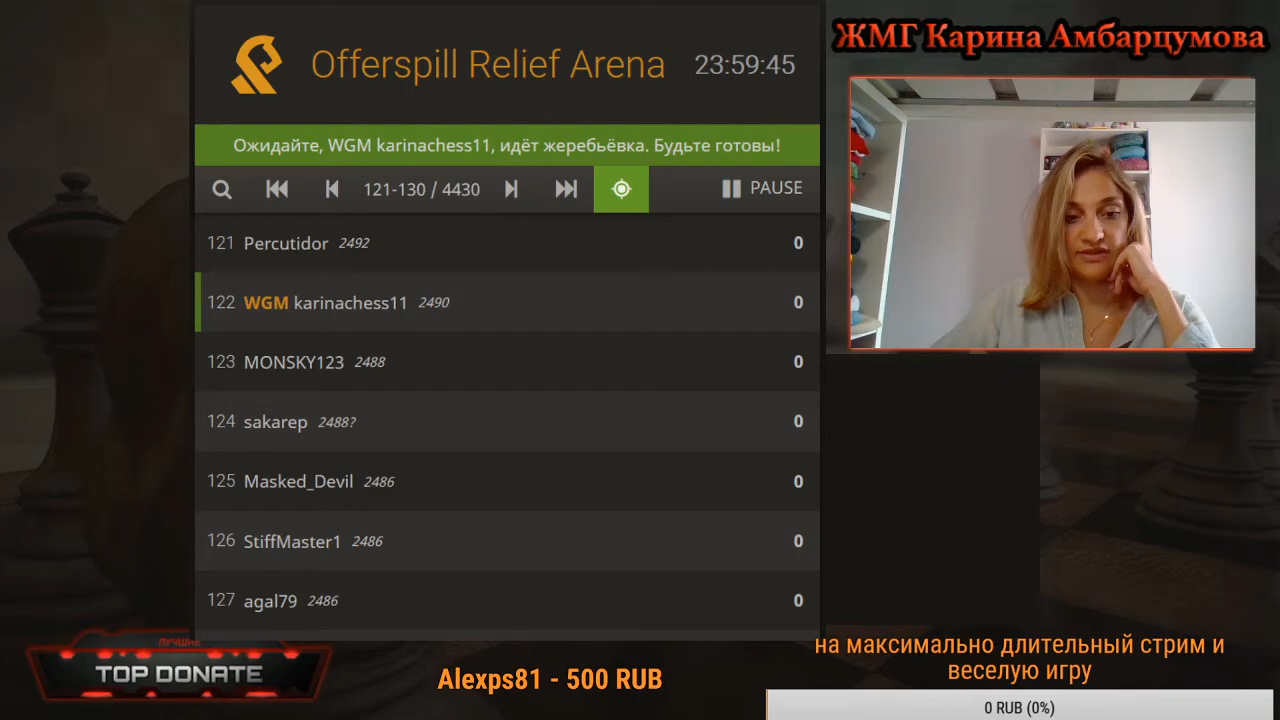 ЖМГ Карина Амбарцумова
Offerspill Relief Arena 23:59:45
Ожидайте, WGM karinachess11, идёт жеребьёвка. Будьте готовы!
121-130 / 4430 PAUSE
121 Percutidor 2492 0
122 WGM karinachess11 2490 0
123 MONSKY123 2488 0
124 sakarep 2488? 0
125 Masked_Devil 2486 0
126 StiffMaster1 2486 0
127 agal79 2486 0
ЛУЧШИЕ
TOP DONATE
Alexps81 - 500 RUB
на максимально длительный стрим и
веселую игру
0 RUB (0%)